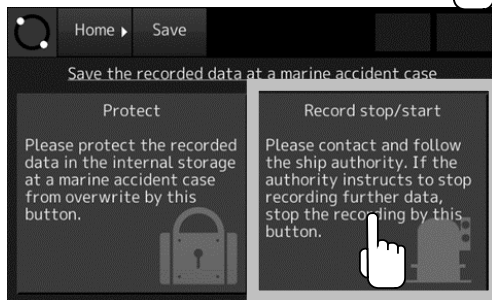 Home Save
Save the recorded data at a marine accident case
Protect
Please protect the recorded
data in the internal storage
at a marine accident case
from overwrite by this
button.
Record stop/start
Please contact and follow
the ship authority. If the
authority instructs to stop
recording further data,
stop the recording by this
button.